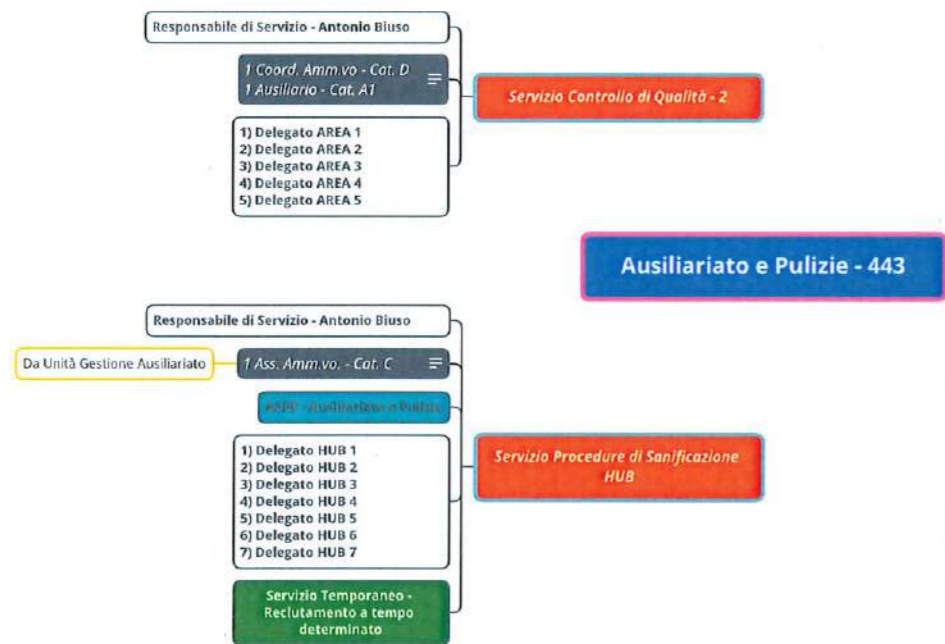 Responsabile di Servizio - Antonio Biuso
1 Coord. Amm.vo - Cat. D
1 Ausiliario - Cat. A1
Servizio Controllo di Qualità - 2
1) Delegato AREA 1
2) Delegato AREA 2
3) Delegato AREA 3
4) Delegato AREA 4
5) Delegato AREA 5
Ausiliariato e Pulizie - 443
Responsabile di Servizio - Antonio Biuso
Da Unità Gestione Ausiliariato
1 Ass. Amm.vo. - Cat. C
- Ausiliariato e Pulizie
1) Delegato HUB 1
2) Delegato HUB 2
3) Delegato HUB 3
4) Delegato HUB 4
5) Delegato HUB 5
6) Delegato HUB 6
7) Delegato HUB 7
Servizio Procedure di Sanificazione
HUB
Servizio Temporaneo -
Reclutamento a tempo
determinato